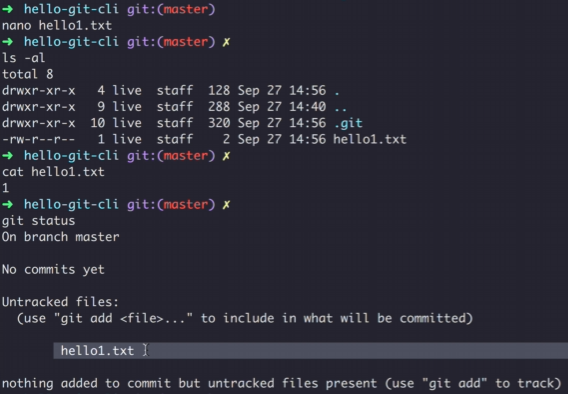 ➜ hello-git-cli git:(master)
nano hello1.txt
➜ hello-git-cli git:(master) ✗
ls -al
total 8
drwxr-xr-x   4 live  staff  128 Sep 27 14:56 .
drwxr-xr-x   9 live  staff  288 Sep 27 14:40 ..
drwxr-xr-x  10 live  staff  320 Sep 27 14:56 .git
-rw-r--r--   1 live  staff    2 Sep 27 14:56 hello1.txt
➜ hello-git-cli git:(master) ✗
cat hello1.txt
1
➜ hello-git-cli git:(master) ✗
git status
On branch master
No commits yet
Untracked files:
  (use "git add <file>..." to include in what will be committed)
        hello1.txt
nothing added to commit but untracked files present (use "git add" to track)